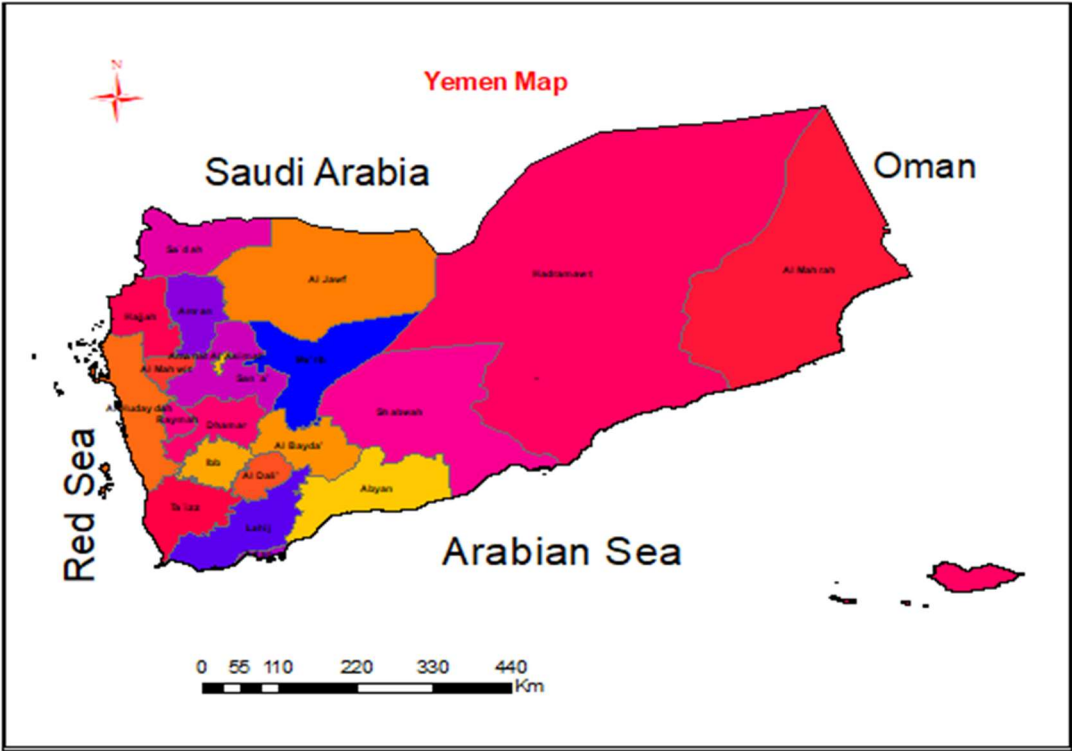 N
Yemen Map
Saudi Arabia
Oman
Sa'dah
Al Jawf
Hadramawt
Al Mahrah
Hajjah
Amran
Ma'rib
Al Mahwit
San'a'
Shabwah
Raymah
Dhamar
Al Bayda'
Ibb
Al Dali'
Abyan
Ta'izz
Lahij
Red Sea
Arabian Sea
0 55 110 220 330 440
Km